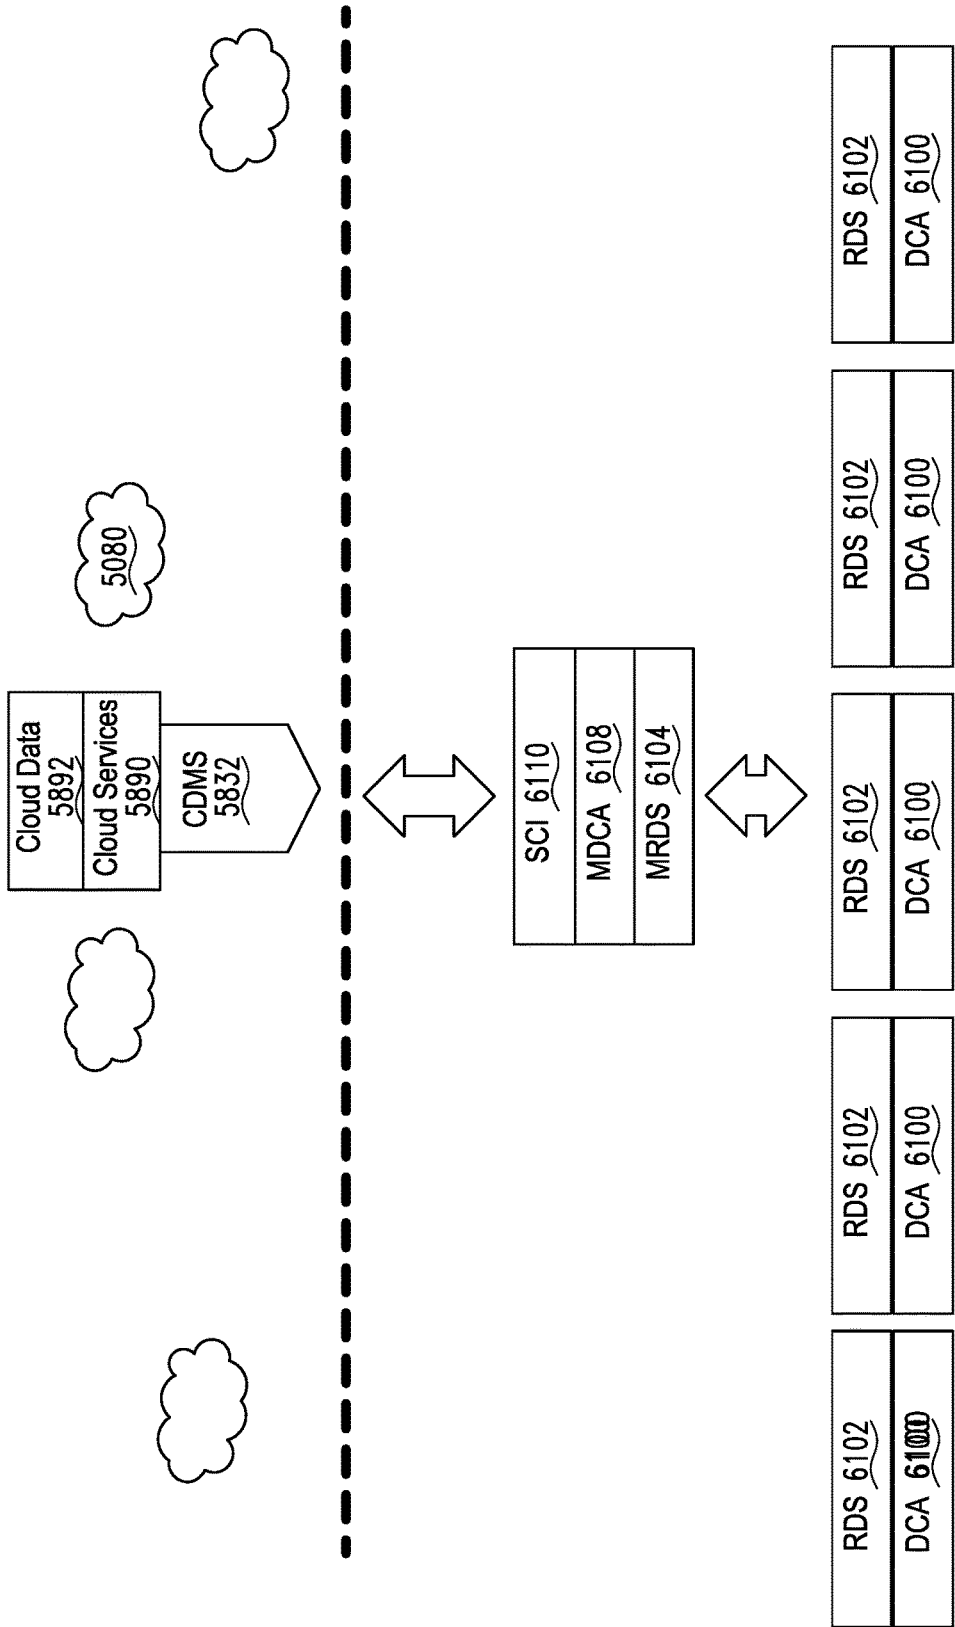 Cloud Data
5892
Cloud Services
5890
5080
CDMS
5832
SCI 6110
MDCA 6108
MRDS 6104
RDS 6102
DCA 6100
RDS 6102
DCA 6100
RDS 6102
DCA 6100
RDS 6102
DCA 6100
RDS 6102
DCA 6100